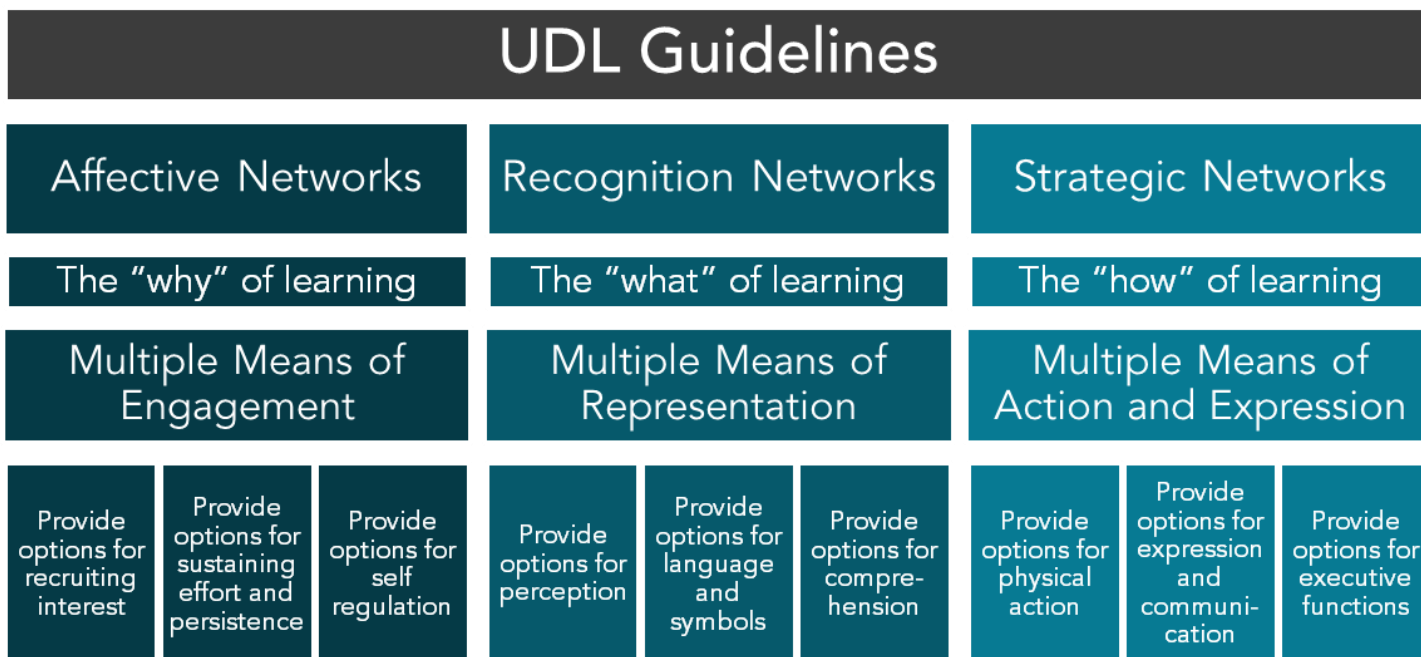 UDL Guidelines
Affective Networks
Recognition Networks
Strategic Networks
The “why” of learning
The “what” of learning
The “how” of learning
Multiple Means of
Engagement
Multiple Means of
Representation
Multiple Means of
Action and Expression
Provide
options for
recruiting
interest
Provide
options for
sustaining
effort and
persistence
Provide
options for
self
regulation
Provide
options for
perception
Provide
options for
language
and
symbols
Provide
options for
compre-
hension
Provide
options for
physical
action
Provide
options for
expression
and
communi-
cation
Provide
options for
executive
functions